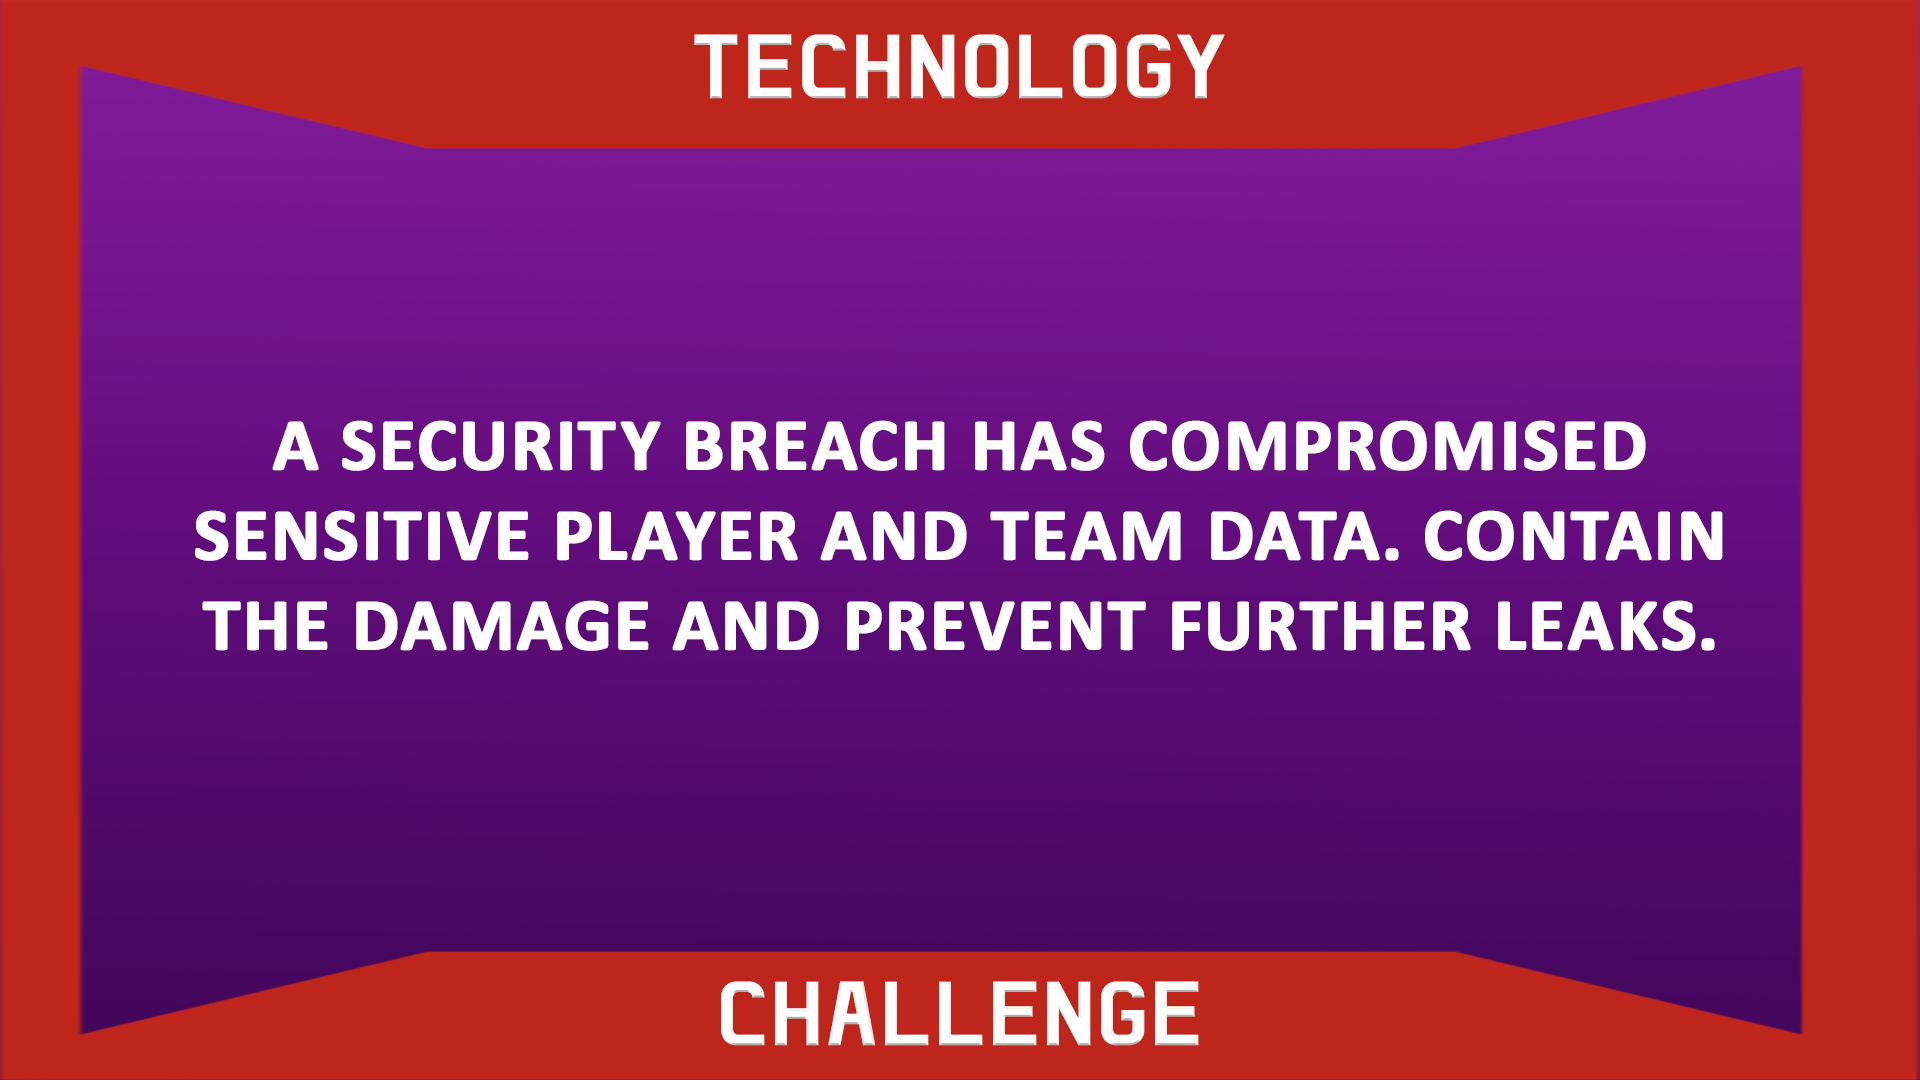 TECHNOLOGY
A SECURITY BREACH HAS COMPROMISED
SENSITIVE PLAYER AND TEAM DATA. CONTAIN
THE DAMAGE AND PREVENT FURTHER LEAKS.
CHALLENGE